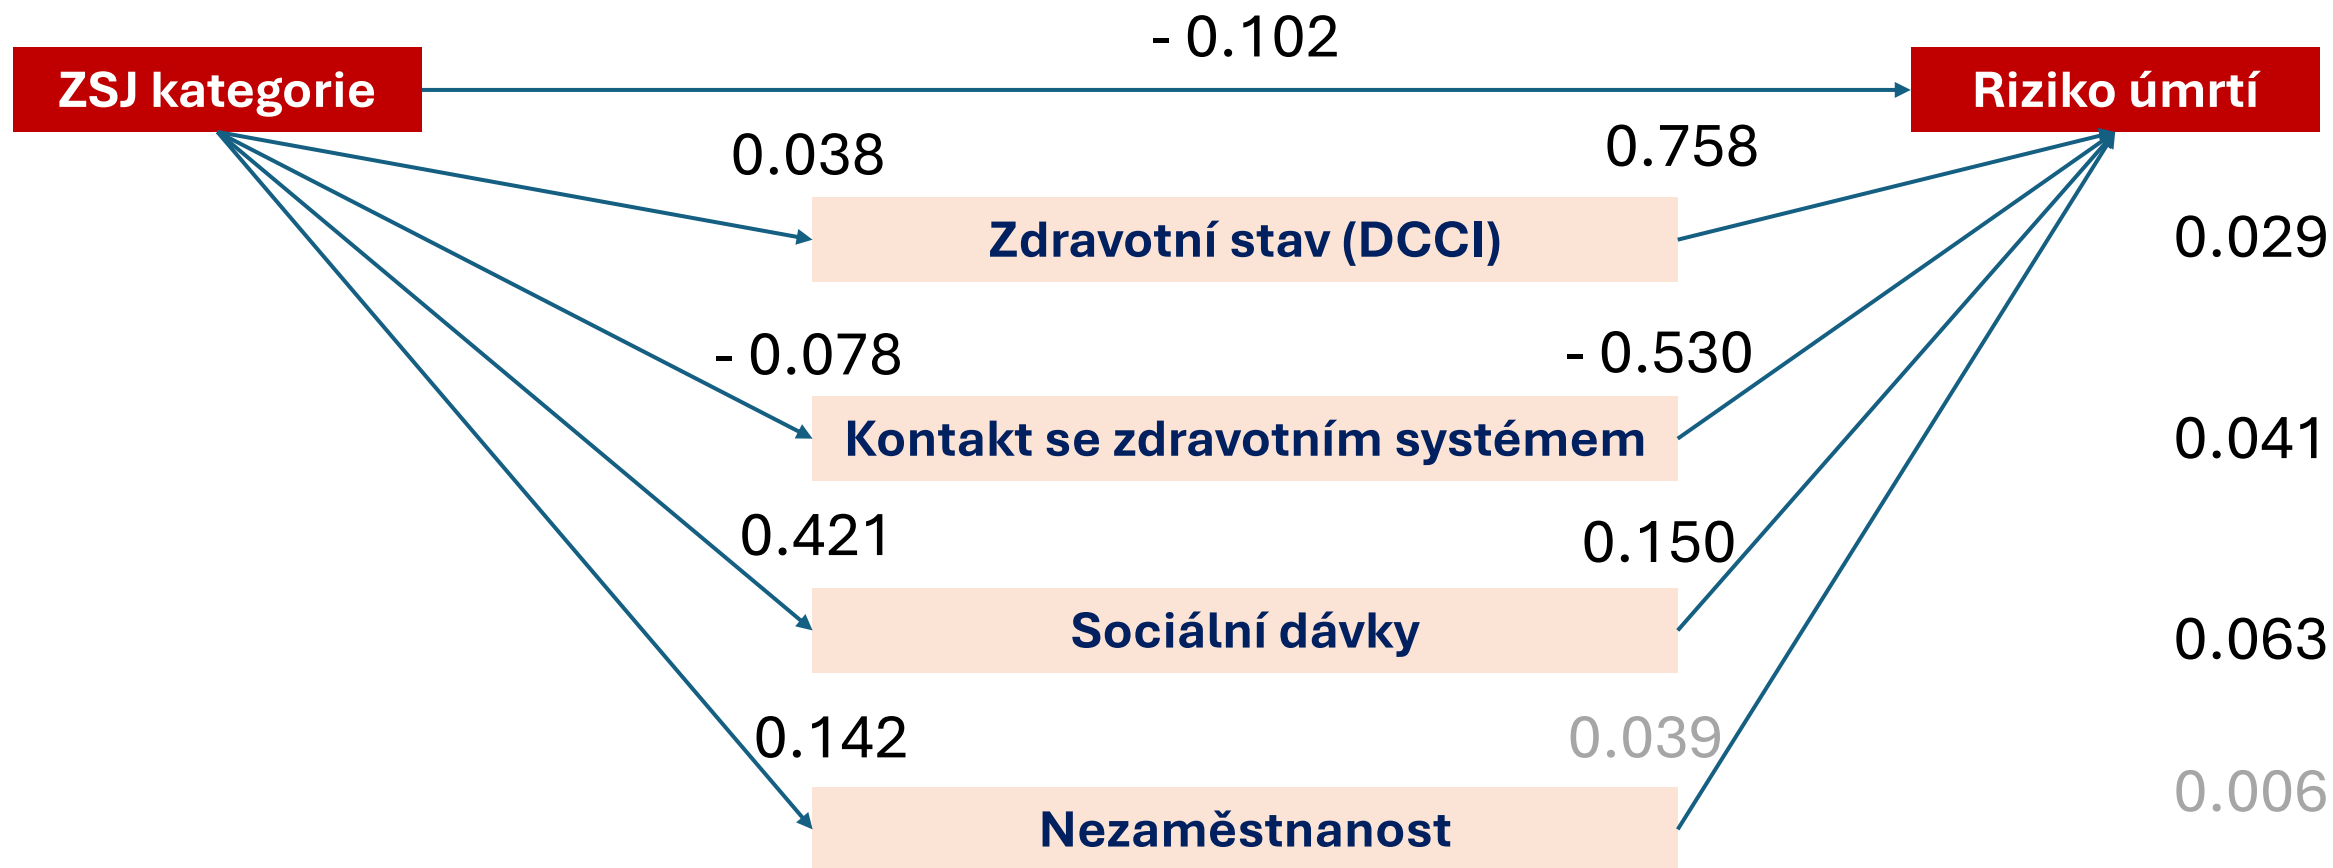 - 0.102
ZSJ kategorie
Riziko úmrtí
0.038
0.758
Zdravotní stav (DCCI)
0.029
- 0.078
- 0.530
Kontakt se zdravotním systémem
0.041
0.421
0.150
Sociální dávky
0.063
0.142
0.039
0.006
Nezaměstnanost